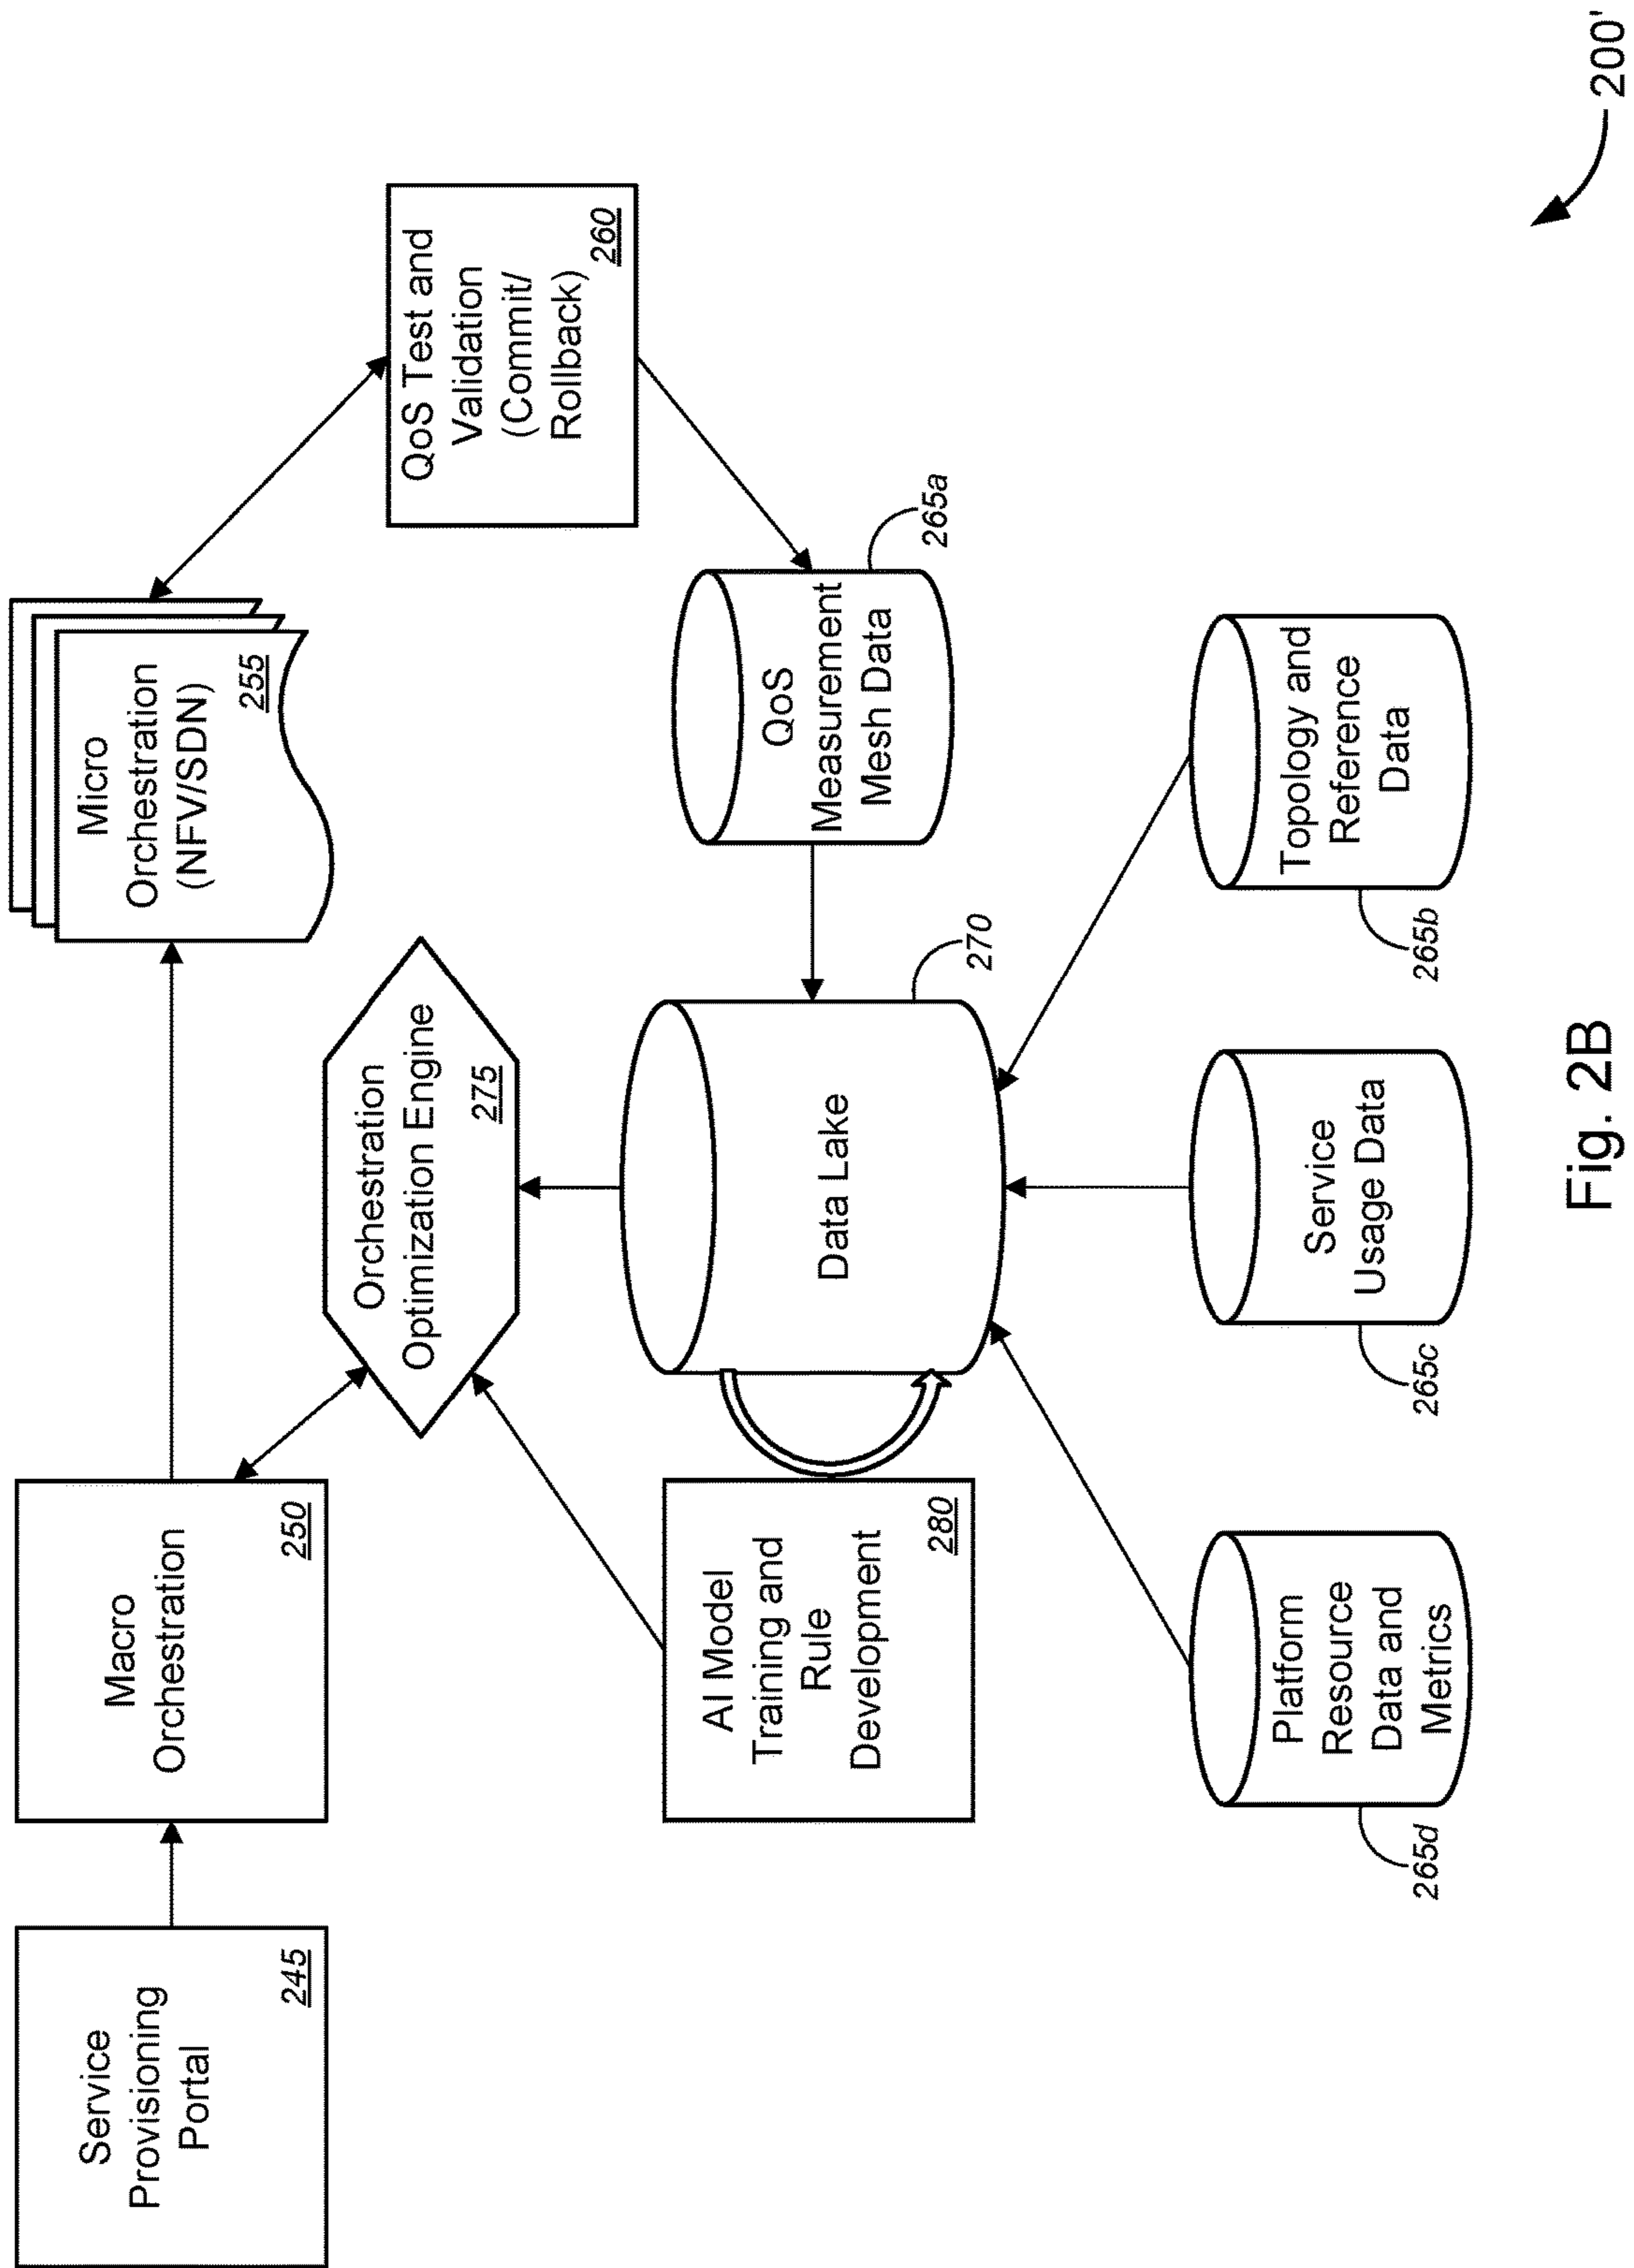 Service
Provisioning
Portal
245
Macro
Orchestration
250
Micro
Orchestration
(NFV/SDN)
255
Orchestration
Optimization Engine
275
QoS Test and
Validation
(Commit/
Rollback)
260
AI Model
Training and
Rule
Development
280
Data Lake
270
QoS
Measurement
Mesh Data
265a
Platform
Resource
Data and
Metrics
265d
Service
Usage Data
265c
Topology and
Reference
Data
265b
Fig. 2B
200'